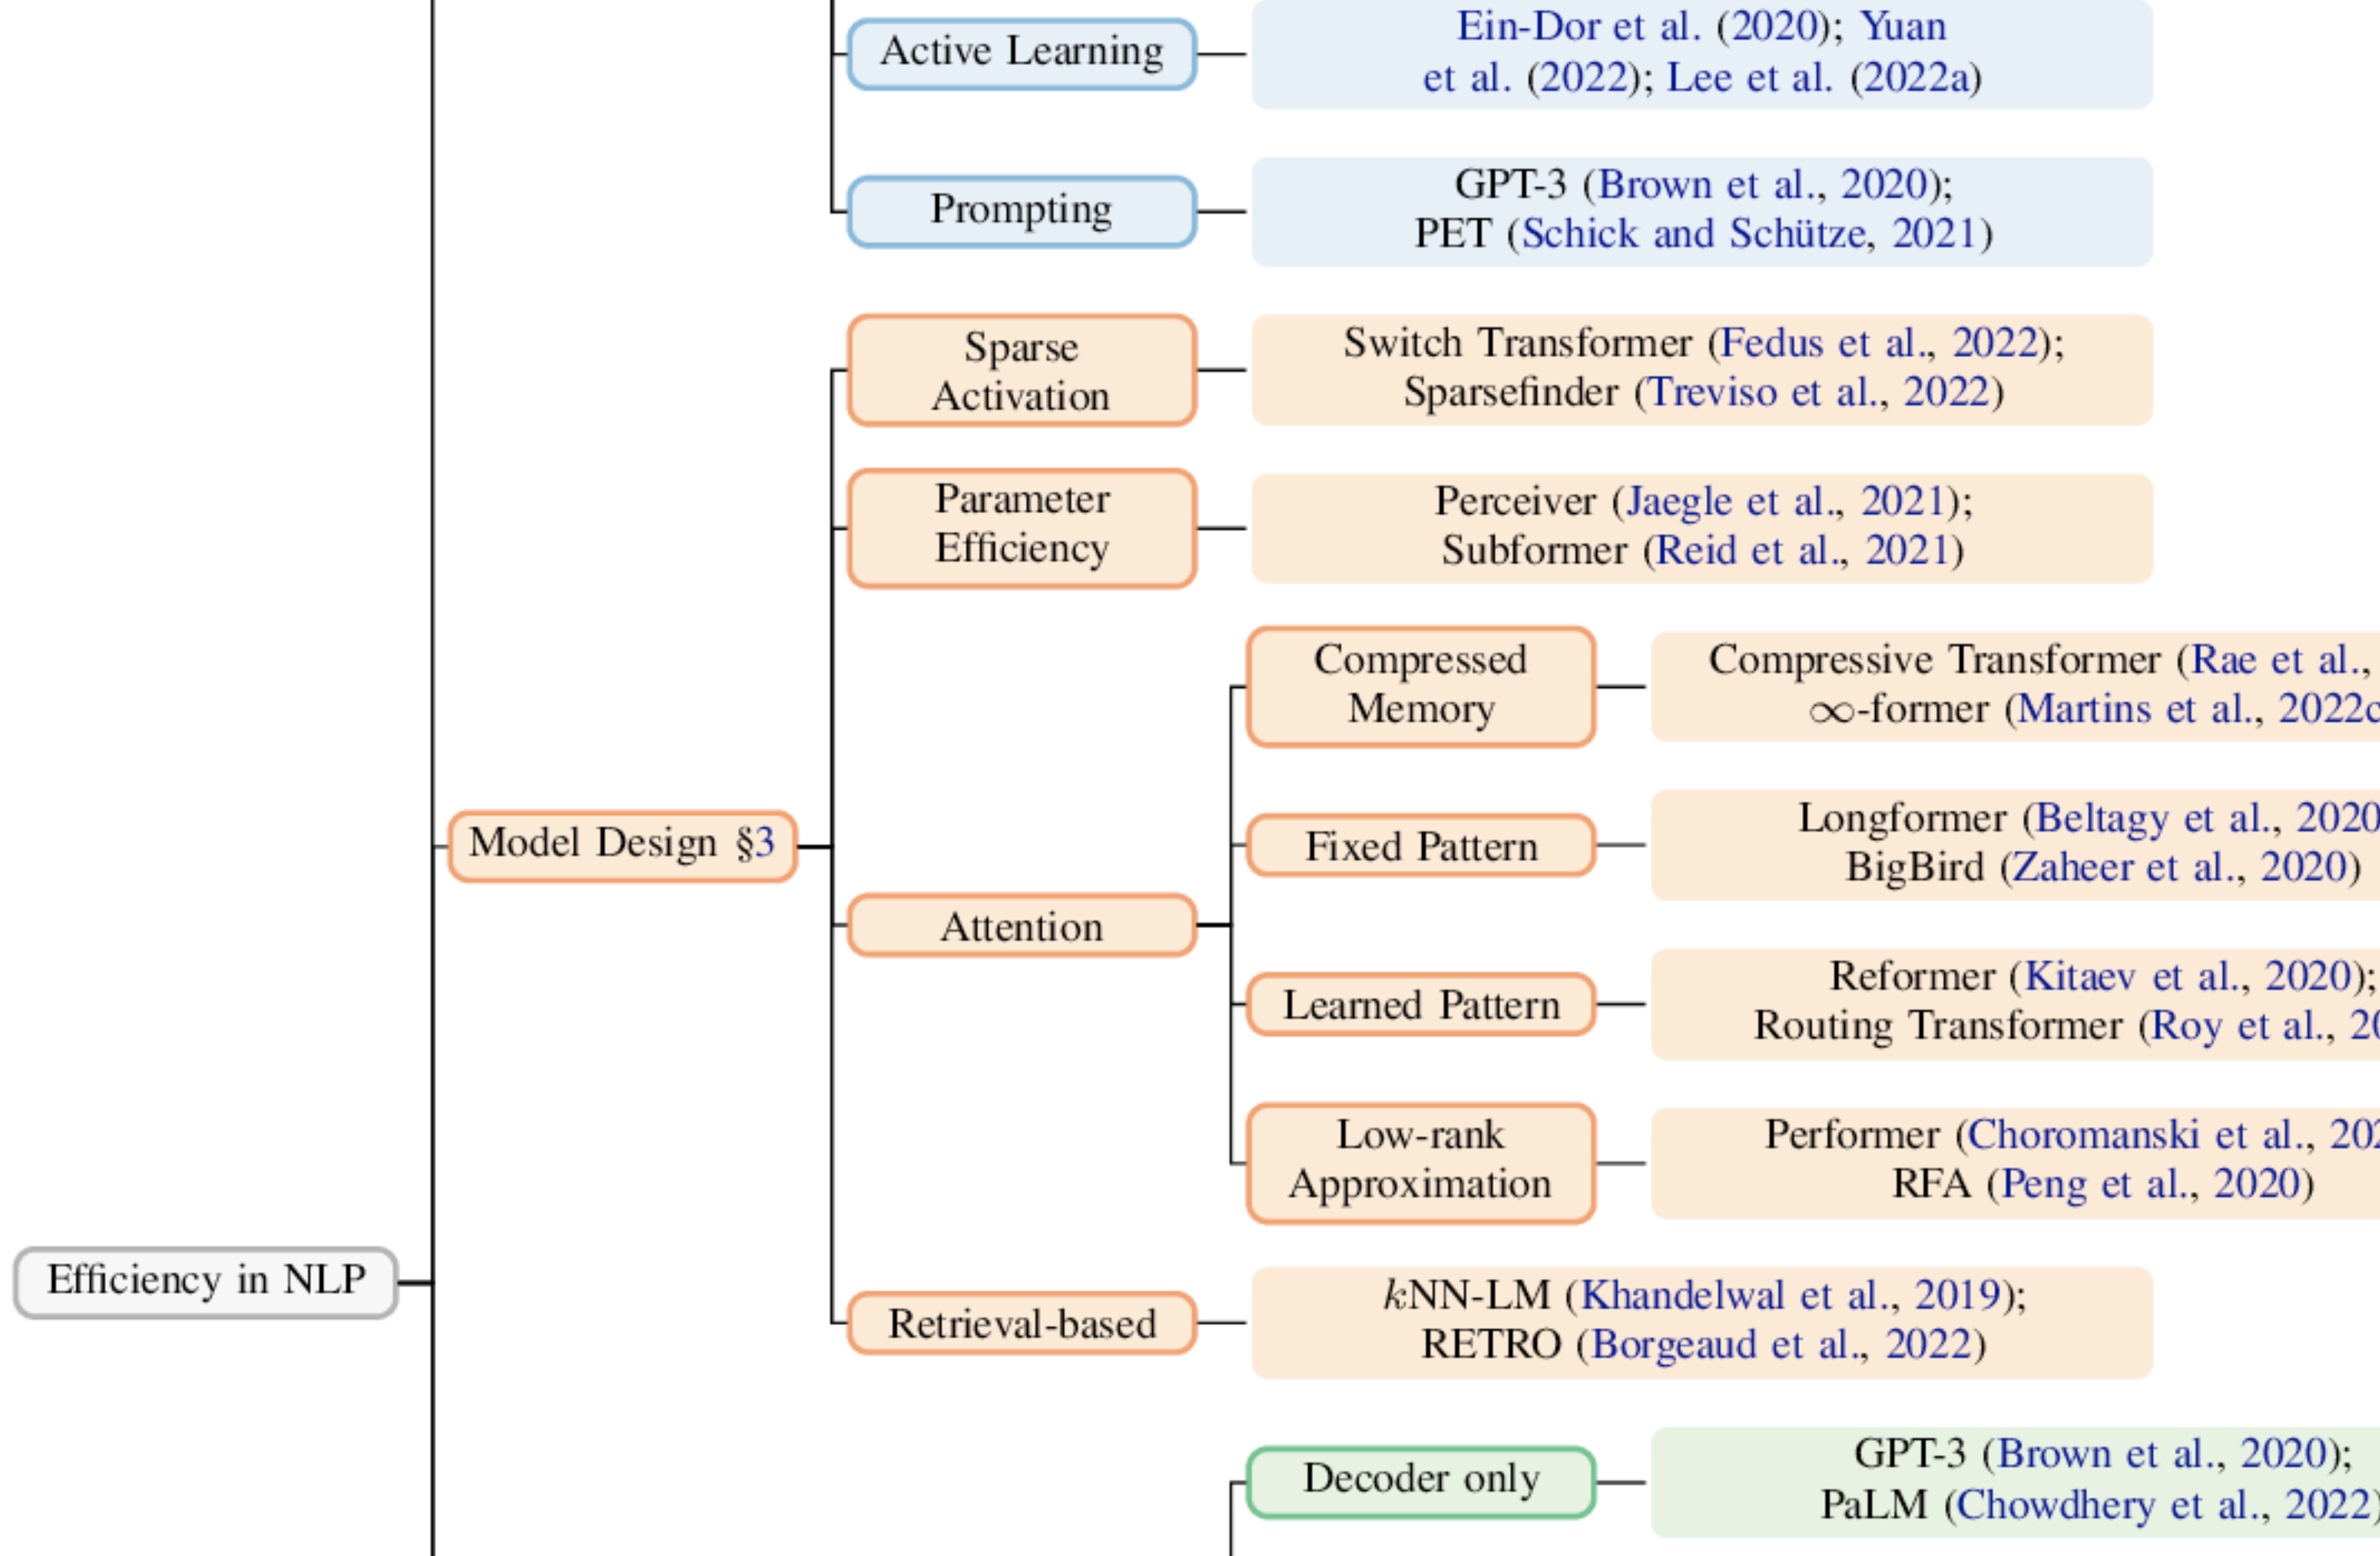 Active Learning
Ein-Dor et al. (2020); Yuan
et al. (2022); Lee et al. (2022a)
Prompting
GPT-3 (Brown et al., 2020);
PET (Schick and Schütze, 2021)
Sparse
Activation
Switch Transformer (Fedus et al., 2022);
Sparsefinder (Treviso et al., 2022)
Parameter
Efficiency
Perceiver (Jaegle et al., 2021);
Subformer (Reid et al., 2021)
Compressed
Memory
Compressive Transformer (Rae et al.,
∞-former (Martins et al., 2022c
Model Design §3
Fixed Pattern
Longformer (Beltagy et al., 2020
BigBird (Zaheer et al., 2020)
Attention
Learned Pattern
Reformer (Kitaev et al., 2020);
Routing Transformer (Roy et al.,
Low-rank
Approximation
Performer (Choromanski et al.,
RFA (Peng et al., 2020)
Efficiency in NLP
Retrieval-based
kNN-LM (Khandelwal et al., 2019);
RETRO (Borgeaud et al., 2022)
Decoder only
GPT-3 (Brown et al., 2020);
PaLM (Chowdhery et al., 2022)